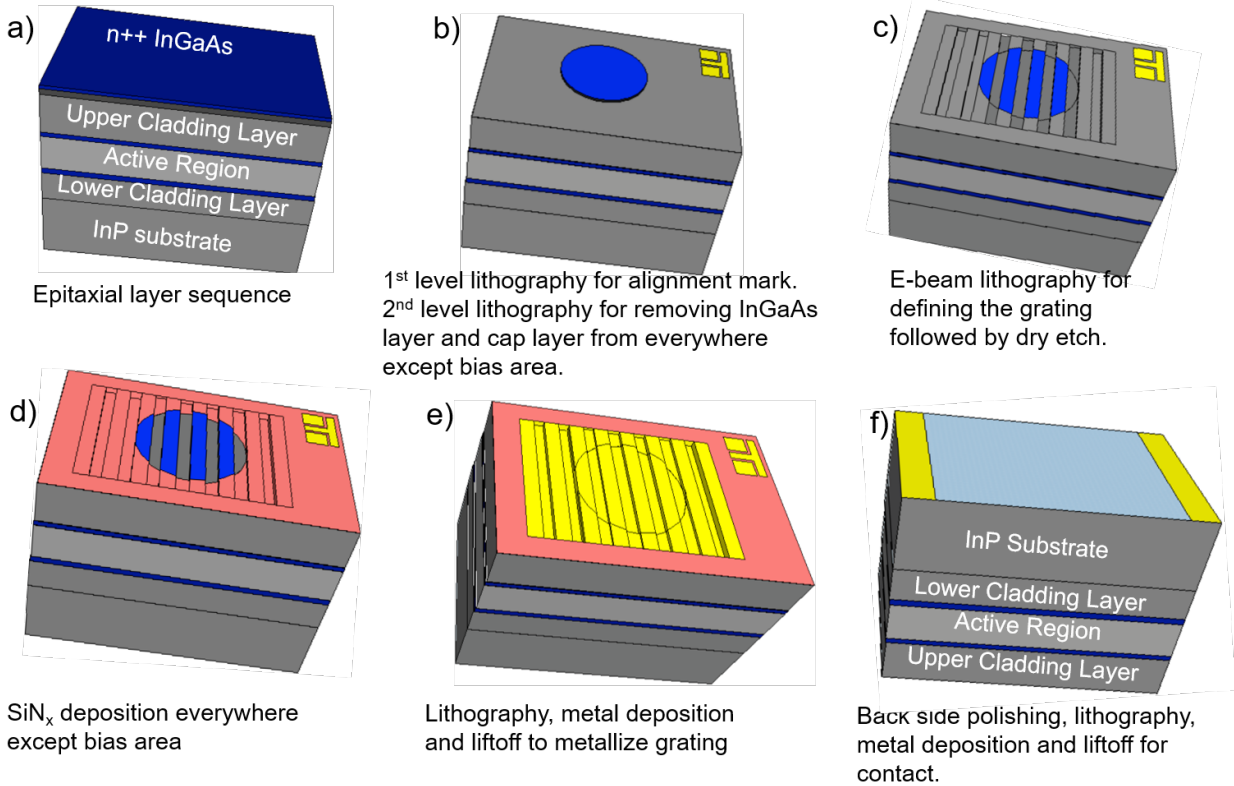 a)
n++ InGaAs
Upper Cladding Layer
Active Region
Lower Cladding Layer
InP substrate
Epitaxial layer sequence
b)
1st level lithography for alignment mark.
2nd level lithography for removing InGaAs
layer and cap layer from everywhere
except bias area.
c)
E-beam lithography for
defining the grating
followed by dry etch.
d)
SiNx deposition everywhere
except bias area
e)
Lithography, metal deposition
and liftoff to metallize grating
f)
InP Substrate
Lower Cladding Layer
Active Region
Upper Cladding Layer
Back side polishing, lithography,
metal deposition and liftoff for
contact.